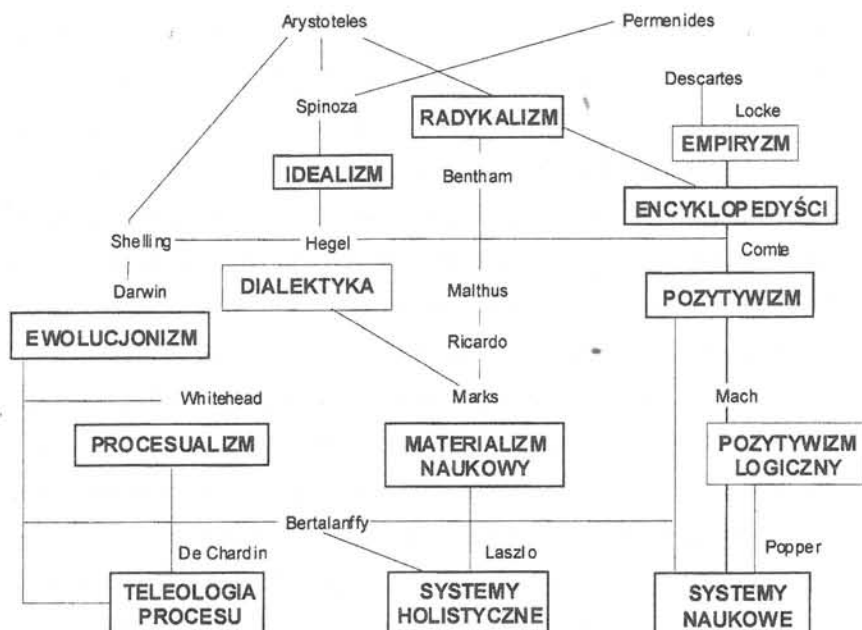 Arystoteles
Permenides
Descartes
Spinoza
RADYKALIZM
Locke
EMPIRYZM
IDEALIZM
Bentham
ENCYKLOPEDYŚCI
Shelling
Hegel
Comte
Darwin
DIALEKTYKA
Malthus
POZYTYWIZM
EWOLUCJONIZM
Ricardo
Whitehead
Marks
Mach
PROCESUALIZM
MATERIALIZM
NAUKOWY
POZYTYWIZM
LOGICZNY
Bertalanffy
De Chardin
Laszlo
Popper
TELEOLOGIA
PROCESU
SYSTEMY
HOLISTYCZNE
SYSTEMY
NAUKOWE